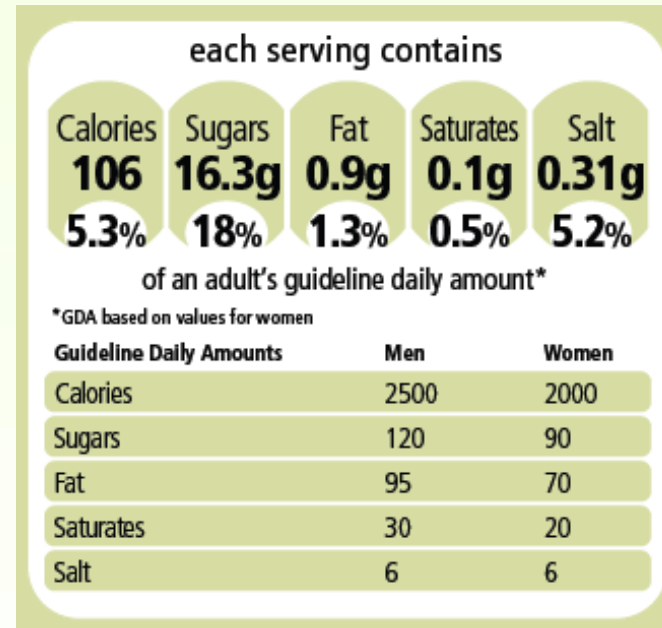 each serving contains
Calories Sugars Fat Saturates Salt
106 16.3g 0.9g 0.1g 0.31g
5.3% 18% 1.3% 0.5% 5.2%
of an adult's guideline daily amount*
*GDA based on values for women
Guideline Daily Amounts Men Women
Calories 2500 2000
Sugars 120 90
Fat 95 70
Saturates 30 20
Salt 6 6